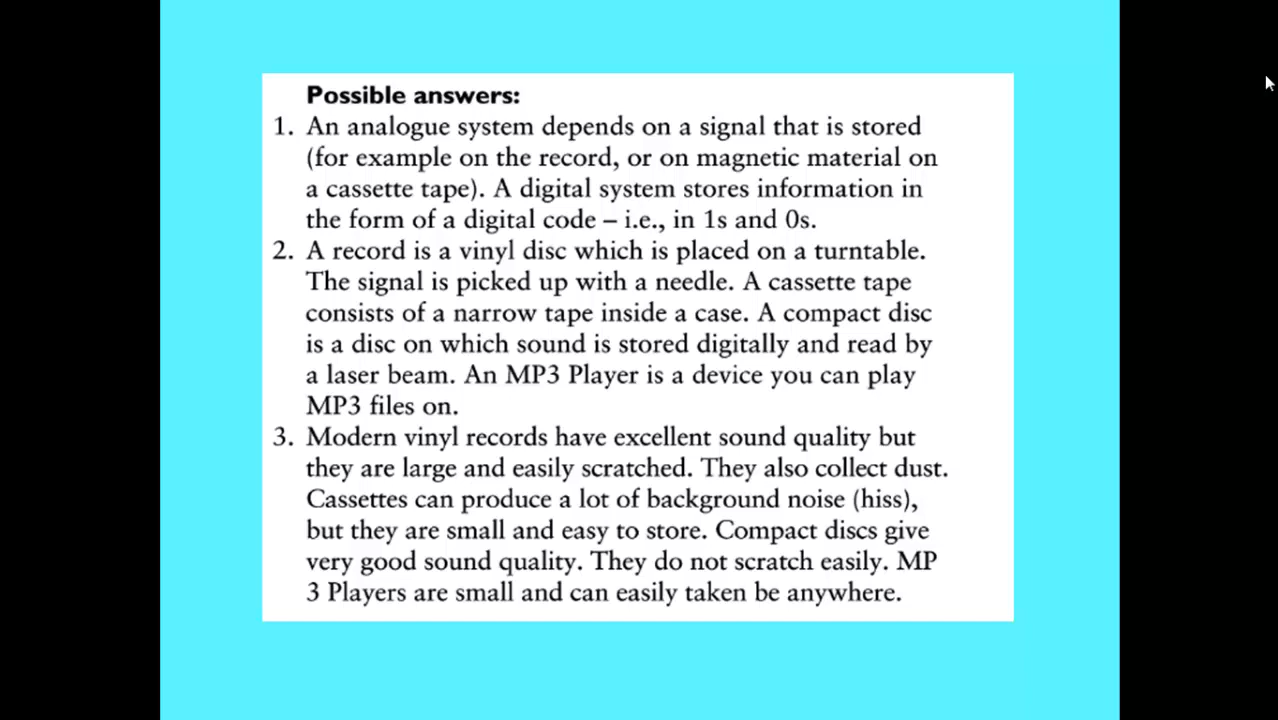 Possible answers:
1. An analogue system depends on a signal that is stored
(for example on the record, or on magnetic material on
a cassette tape). A digital system stores information in
the form of a digital code – i.e., in 1s and 0s.
2. A record is a vinyl disc which is placed on a turntable.
The signal is picked up with a needle. A cassette tape
consists of a narrow tape inside a case. A compact disc
is a disc on which sound is stored digitally and read by
a laser beam. An MP3 Player is a device you can play
MP3 files on.
3. Modern vinyl records have excellent sound quality but
they are large and easily scratched. They also collect dust.
Cassettes can produce a lot of background noise (hiss),
but they are small and easy to store. Compact discs give
very good sound quality. They do not scratch easily. MP
3 Players are small and can easily taken be anywhere.